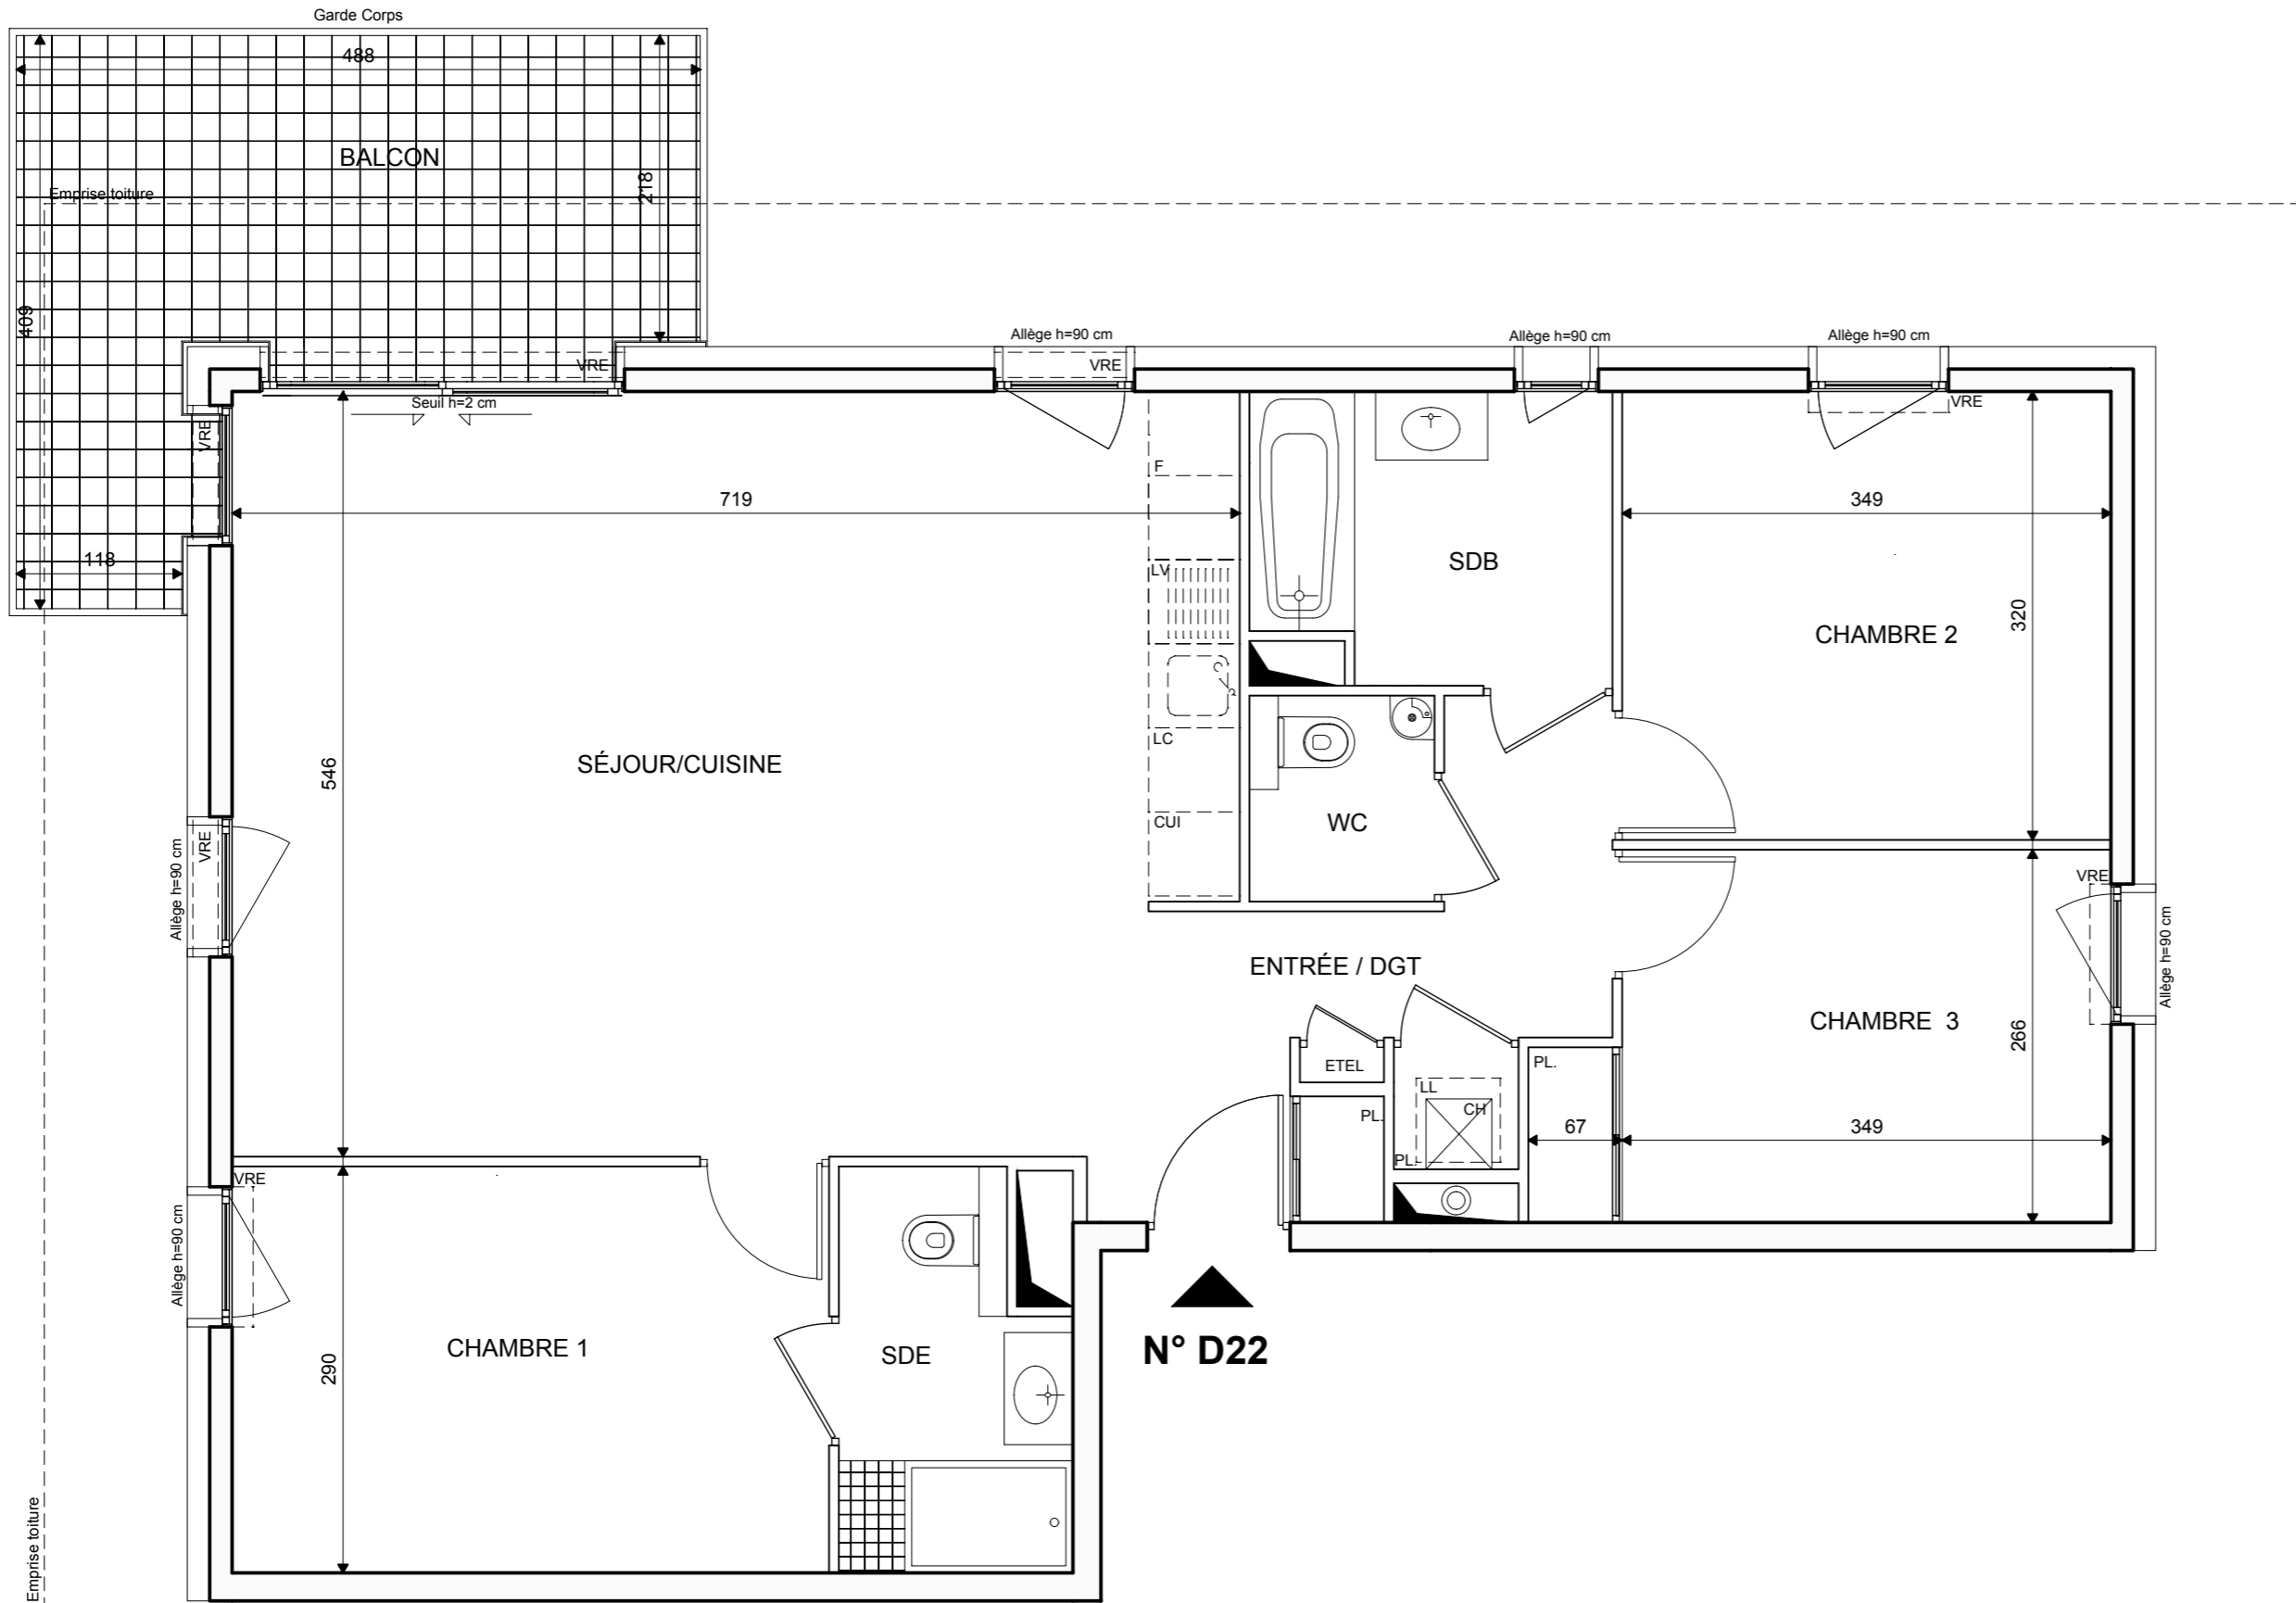 Garde Corps
488
BALCON
218
Emprise toiture
409
Allège h=90 cm
Allège h=90 cm
Allège h=90 cm
VRE
VRE
VRE
Seuil h=2 cm
VRE
F
719
349
118
SDB
LV
CHAMBRE 2
320
LC
SÉJOUR/CUISINE
546
CUI
WC
VRE
Allège h=90 cm
VRE
Allège h=90 cm
ENTRÉE / DGT
CHAMBRE 3
266
ETEL
PL.
LL
CH
PL.
67
349
PL.
VRE
Allège h=90 cm
CHAMBRE 1
290
SDE
N° D22
Emprise toiture